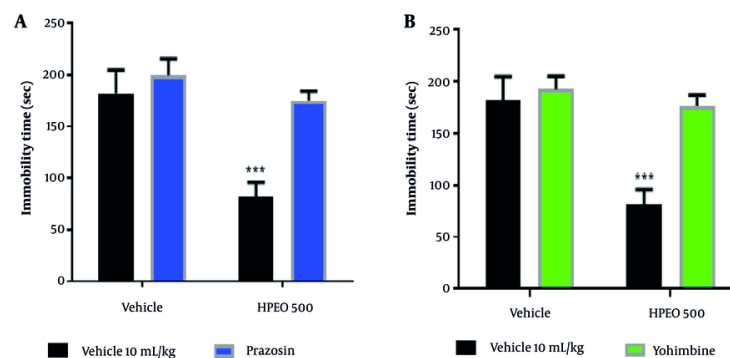 A
Immobility time (sec)
250
200
150
100
50
0
***
Vehicle
HPEO 500
Vehicle 10 mL/kg
Prazosin
B
Immobility time (sec)
250
200
150
100
50
0
***
Vehicle
HPEO 500
Vehicle 10 mL/kg
Yohimbine